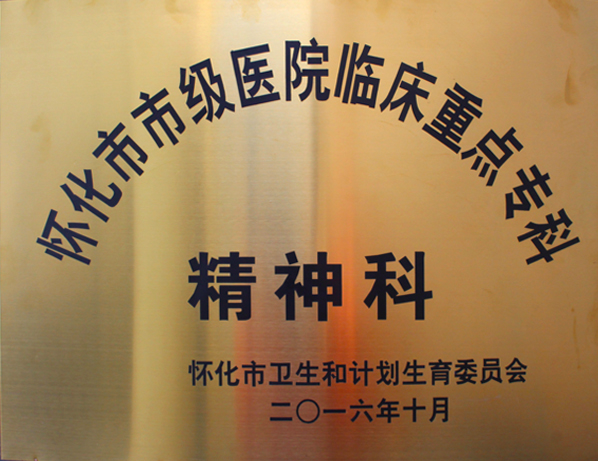 怀化市市级医院临床重点专科
精神科
怀化市卫生和计划生育委员会
二〇一六年十月